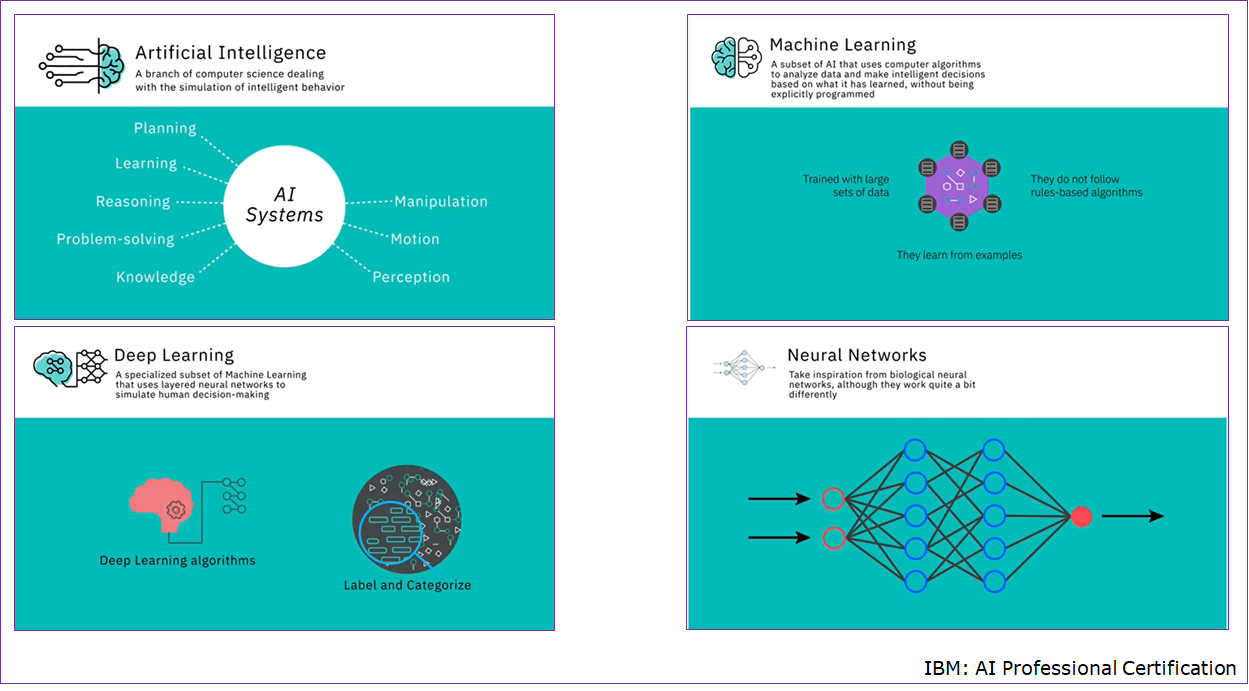 Artificial Intelligence
A branch of computer science dealing
with the simulation of intelligent behavior
Planning
Learning
Reasoning
Problem-solving
Knowledge
AI
Systems
Manipulation
Motion
Perception
Machine Learning
A subset of AI that uses computer algorithms
to analyze data and make intelligent decisions
based on what it has learned, without being
explicitly programmed
Trained with large
sets of data
They do not follow
rules-based algorithms
They learn from examples
Deep Learning
A specialized subset of Machine Learning
that uses layered neural networks to
simulate human decision-making
Deep Learning algorithms
Label and Categorize
Neural Networks
Take inspiration from biological neural
networks, although they work quite a bit
differently
IBM: AI Professional Certification